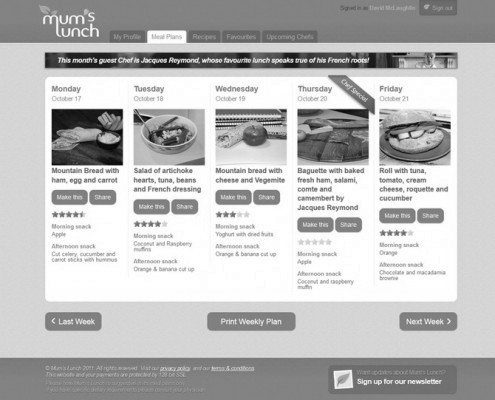 mum's
lunch
Signed in as David McLaughlin
Sign out
My Profile
Meal Plans
Recipes
Favourites
Upcoming Chefs
This month's guest Chef is Jacques Reymond, whose favourite lunch speaks true of his French roots!
Monday
October 17
Mountain Bread with
ham, egg and carrot
Make this
Share
Morning snack
Apple
Afternoon snack
Cut celery, cucumber and
carrot sticks with hummus
Tuesday
October 18
Salad of artichoke
hearts, tuna, beans
and French dressing
Make this
Share
Morning snack
Coconut and Raspberry
muffins
Afternoon snack
Orange & banana cut up
Wednesday
October 19
Mountain bread with
cheese and Vegemite
Make this
Share
Morning snack
Yoghurt with dried fruits
Afternoon snack
Orange & banana cut up
Thursday
October 20
Chef Special
Baguette with baked
fresh ham, salami,
comte and
camembert by
Jacques Reymond
Make this
Share
Morning snack
Apple
Afternoon snack
Coconut and raspberry
muffin
Friday
October 21
Roll with tuna,
tomato, cream
cheese, roquette and
cucumber
Make this
Share
Morning snack
Orange
Afternoon snack
Chocolate and macadamia
brownie
Last Week
Print Weekly Plan
Next Week
© Mum's Lunch 2011. All rights reserved. Visit our privacy policy and our terms & conditions.
This website and your payments are protected by 128 bit SSL.
Want updates about Mum's Lunch?
Sign up for our newsletter